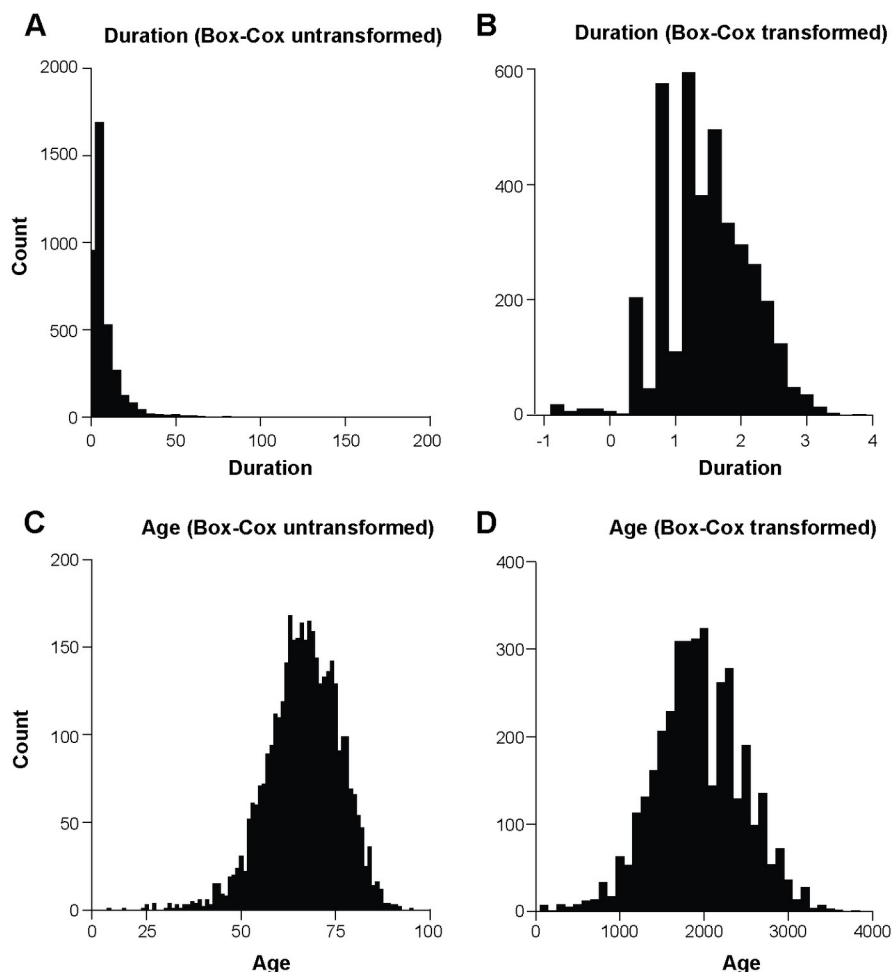 A
Duration (Box-Cox untransformed)
2000
1500
1000
500
0
Count
0 50 100 150 200
Duration
B
Duration (Box-Cox transformed)
600
400
200
0
-1 0 1 2 3 4
Duration
C
Age (Box-Cox untransformed)
200
150
100
50
0
Count
0 25 50 75 100
Age
D
Age (Box-Cox transformed)
400
300
200
100
0
0 1000 2000 3000 4000
Age